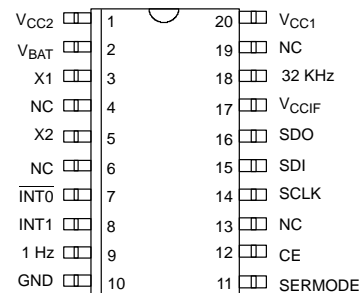 VCC2 1 20 VCC1
VBAT 2 19 NC
X1 3 18 32 KHz
NC 4 17 VCCIF
X2 5 16 SDO
NC 6 15 SDI
INT0 7 14 SCLK
INT1 8 13 NC
1 Hz 9 12 CE
GND 10 11 SERMODE